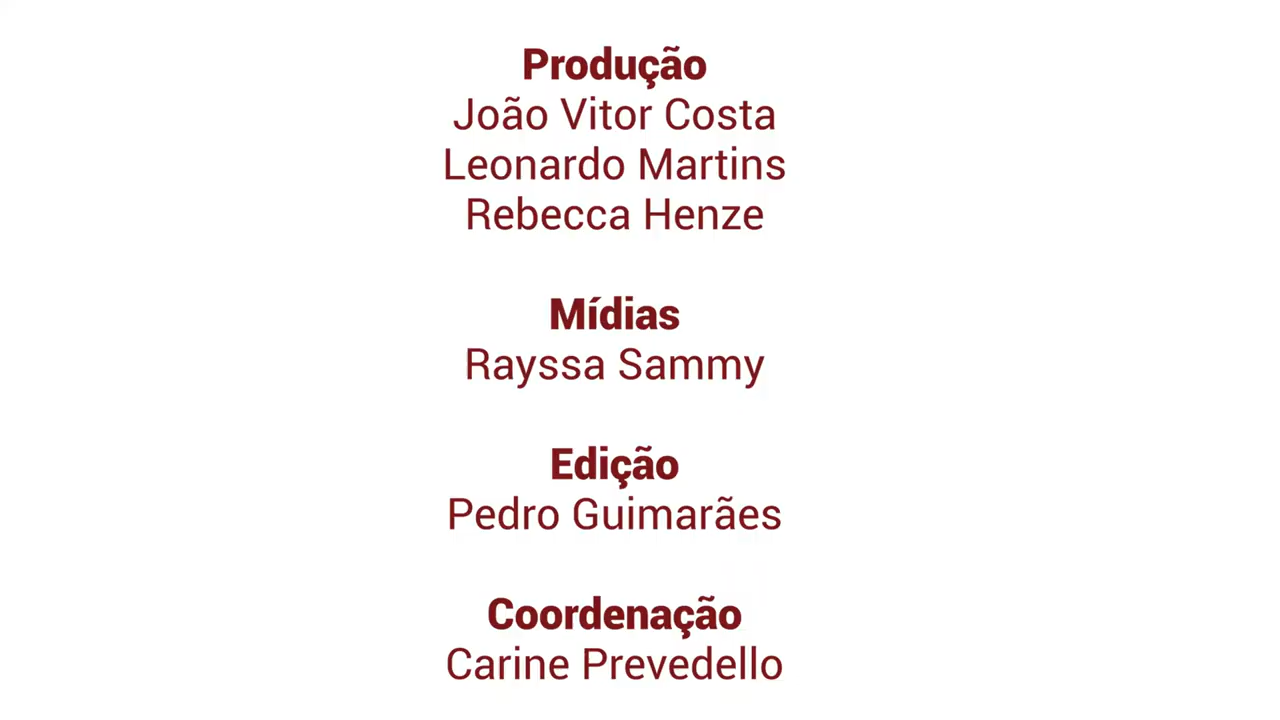 Produção
João Vitor Costa
Leonardo Martins
Rebecca Henze
Mídias
Rayssa Sammy
Edição
Pedro Guimarães
Coordenação
Carine Prevedello